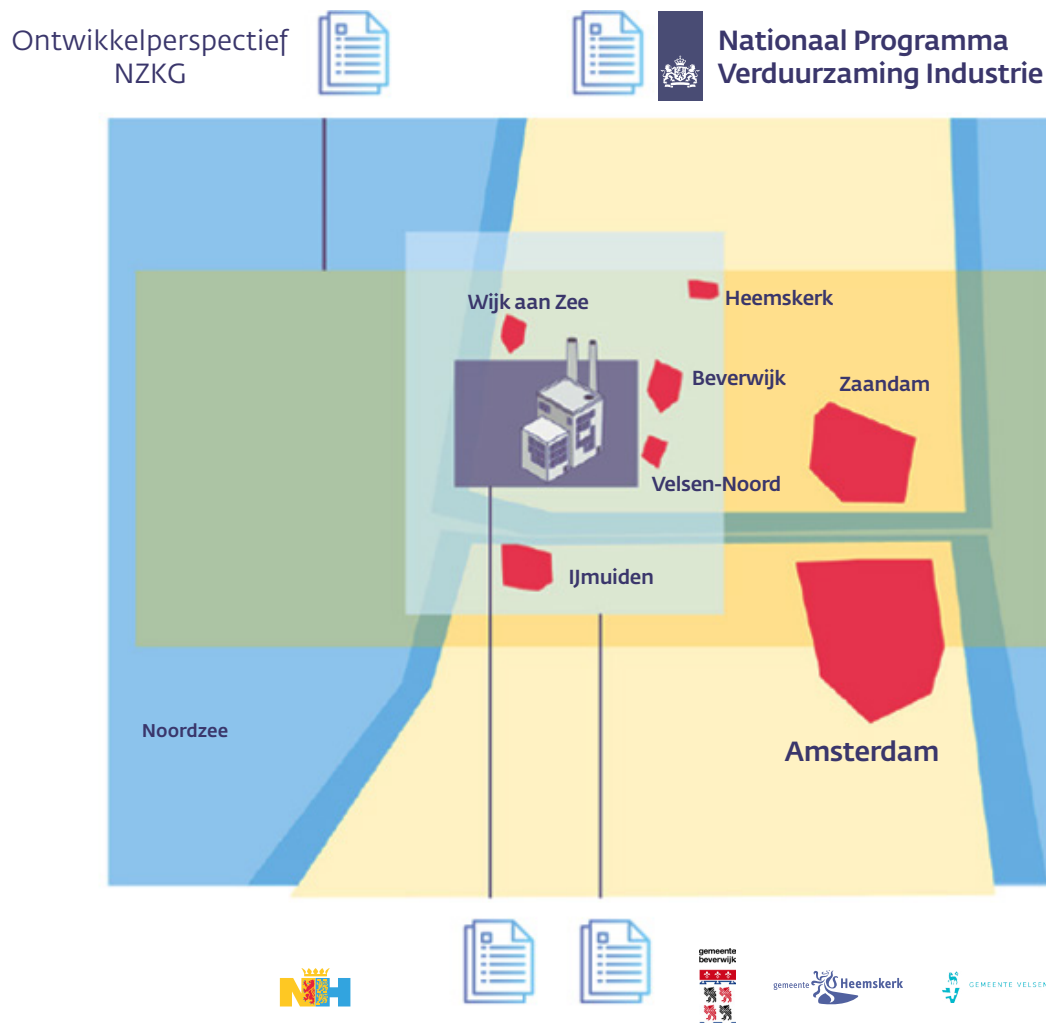 Ontwikkelperspectief
NZKG
Nationaal Programma
Verduurzaming Industrie
Wijk aan Zee
Heemskerk
Beverwijk
Zaandam
Velsen-Noord
IJmuiden
Noordzee
Amsterdam
NH
gemeente
beverwijk
gemeente Heemskerk
GEMEENTE VELSEN